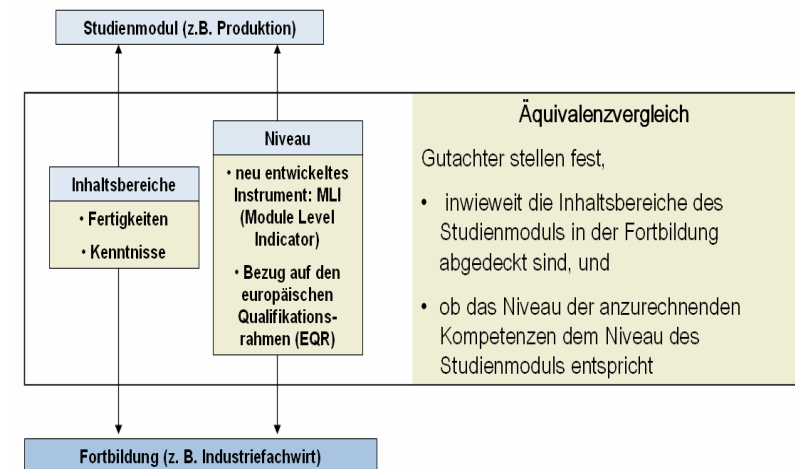 Studienmodul (z.B. Produktion)
Inhaltsbereiche
• Fertigkeiten
• Kenntnisse
Niveau
• neu entwickeltes
Instrument: MLI
(Module Level
Indicator)
• Bezug auf den
europäischen
Qualifikations-
rahmen (EQR)
Äquivalenzvergleich
Gutachter stellen fest,
• inwieweit die Inhaltsbereiche des
Studienmoduls in der Fortbildung
abgedeckt sind, und
• ob das Niveau der anzurechnenden
Kompetenzen dem Niveau des
Studienmoduls entspricht
Fortbildung (z. B. Industriefachwirt)